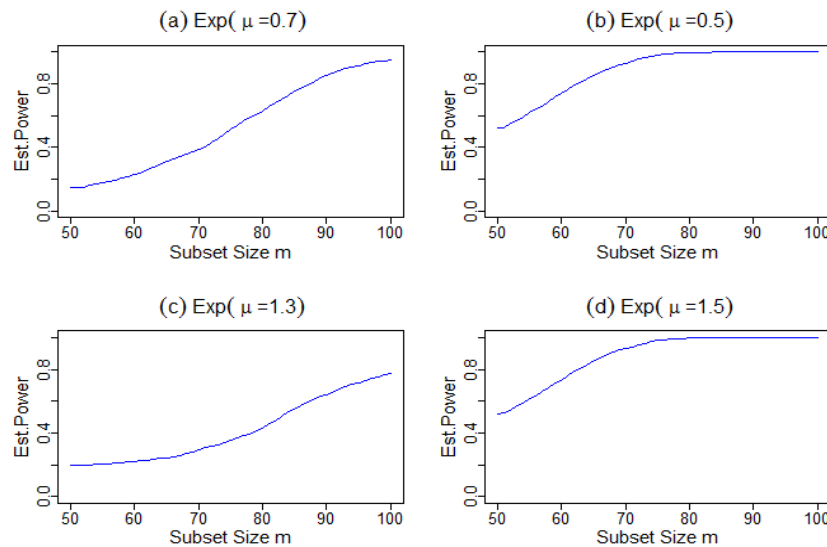 (a) Exp( μ =0.7)
(b) Exp( μ =0.5)
Est.Power
0.0 0.4 0.8
Est.Power
0.0 0.4 0.8
50 60 70 80 90 100
50 60 70 80 90 100
Subset Size m
Subset Size m
(c) Exp( μ =1.3)
(d) Exp( μ =1.5)
Est.Power
0.0 0.4 0.8
Est.Power
0.0 0.4 0.8
50 60 70 80 90 100
50 60 70 80 90 100
Subset Size m
Subset Size m